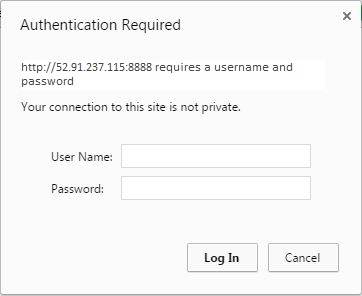 Authentication Required
http://52.91.237.115:8888 requires a username and
password
Your connection to this site is not private.
User Name:
Password:
Log In
Cancel